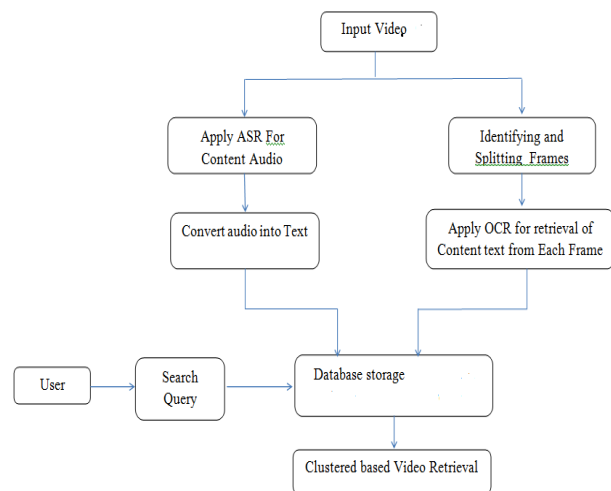 Input Video
Apply ASR For
Content Audio
Identifying and
Splitting Frames
Convert audio into Text
Apply OCR for retrieval of
Content text from Each Frame
User
Search
Query
Database storage
Clustered based Video Retrieval